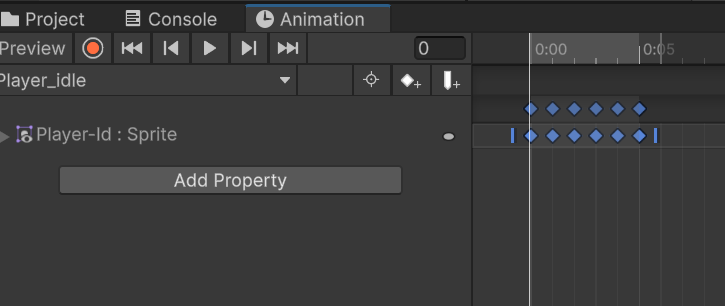 Project Console Animation
Preview 0 0:00 0:05
Player_idle
Player-Id : Sprite
Add Property